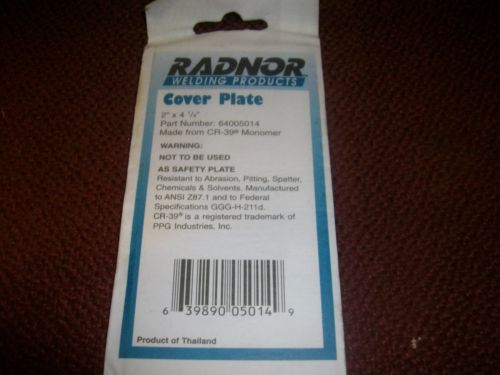 RADNOR
WELDING PRODUCTS
Cover Plate
2" x 4 ¼"
Part Number: 64005014
Made from CR-39® Monomer
WARNING:
NOT TO BE USED
AS SAFETY PLATE
Resistant to Abrasion, Pitting, Spatter,
Chemicals & Solvents. Manufactured
to ANSI Z87.1 and to Federal
Specifications GGG-H-211d.
CR-39® is a registered trademark of
PPG Industries, Inc.
6 39890 05014 9
Product of Thailand